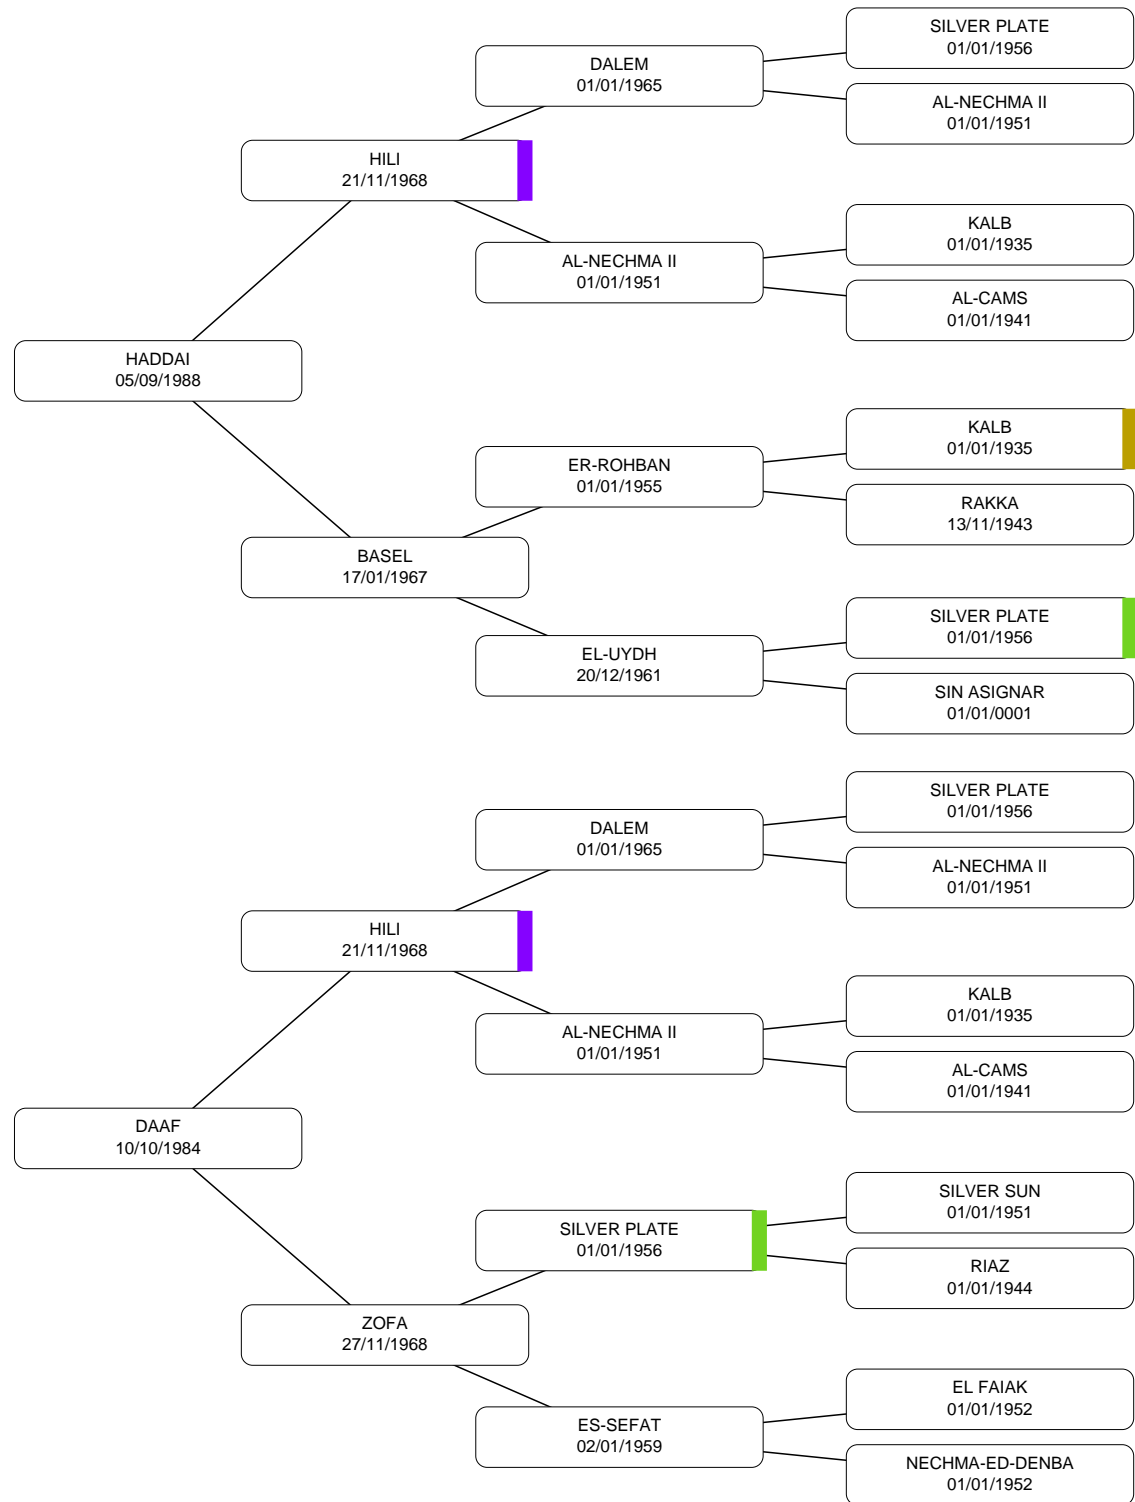 SILVER PLATE
01/01/1956
DALEM
01/01/1965
AL-NECHMA II
01/01/1951
HILI
21/11/1968
KALB
01/01/1935
AL-NECHMA II
01/01/1951
AL-CAMS
01/01/1941
HADDAI
05/09/1988
KALB
01/01/1935
ER-ROHBAN
01/01/1955
RAKKA
13/11/1943
BASEL
17/01/1967
SILVER PLATE
01/01/1956
EL-UYDH
20/12/1961
SIN ASIGNAR
01/01/0001
SILVER PLATE
01/01/1956
DALEM
01/01/1965
AL-NECHMA II
01/01/1951
HILI
21/11/1968
KALB
01/01/1935
AL-NECHMA II
01/01/1951
AL-CAMS
01/01/1941
DAAF
10/10/1984
SILVER SUN
01/01/1951
SILVER PLATE
01/01/1956
RIAZ
01/01/1944
ZOFA
27/11/1968
EL FAIAK
01/01/1952
ES-SEFAT
02/01/1959
NECHMA-ED-DENBA
01/01/1952